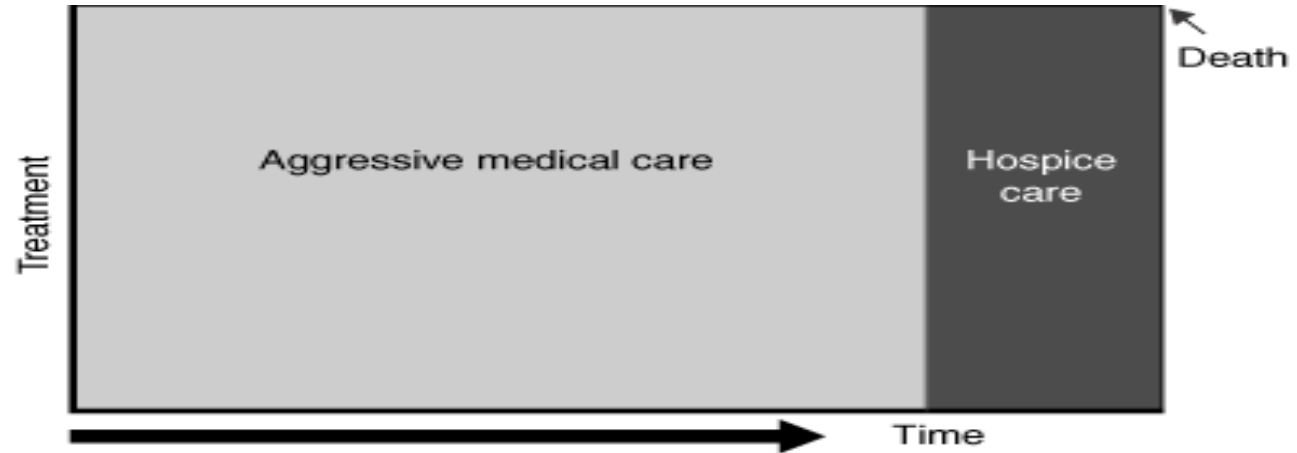 Death
Aggressive medical care
Hospice
care
Treatment
Time